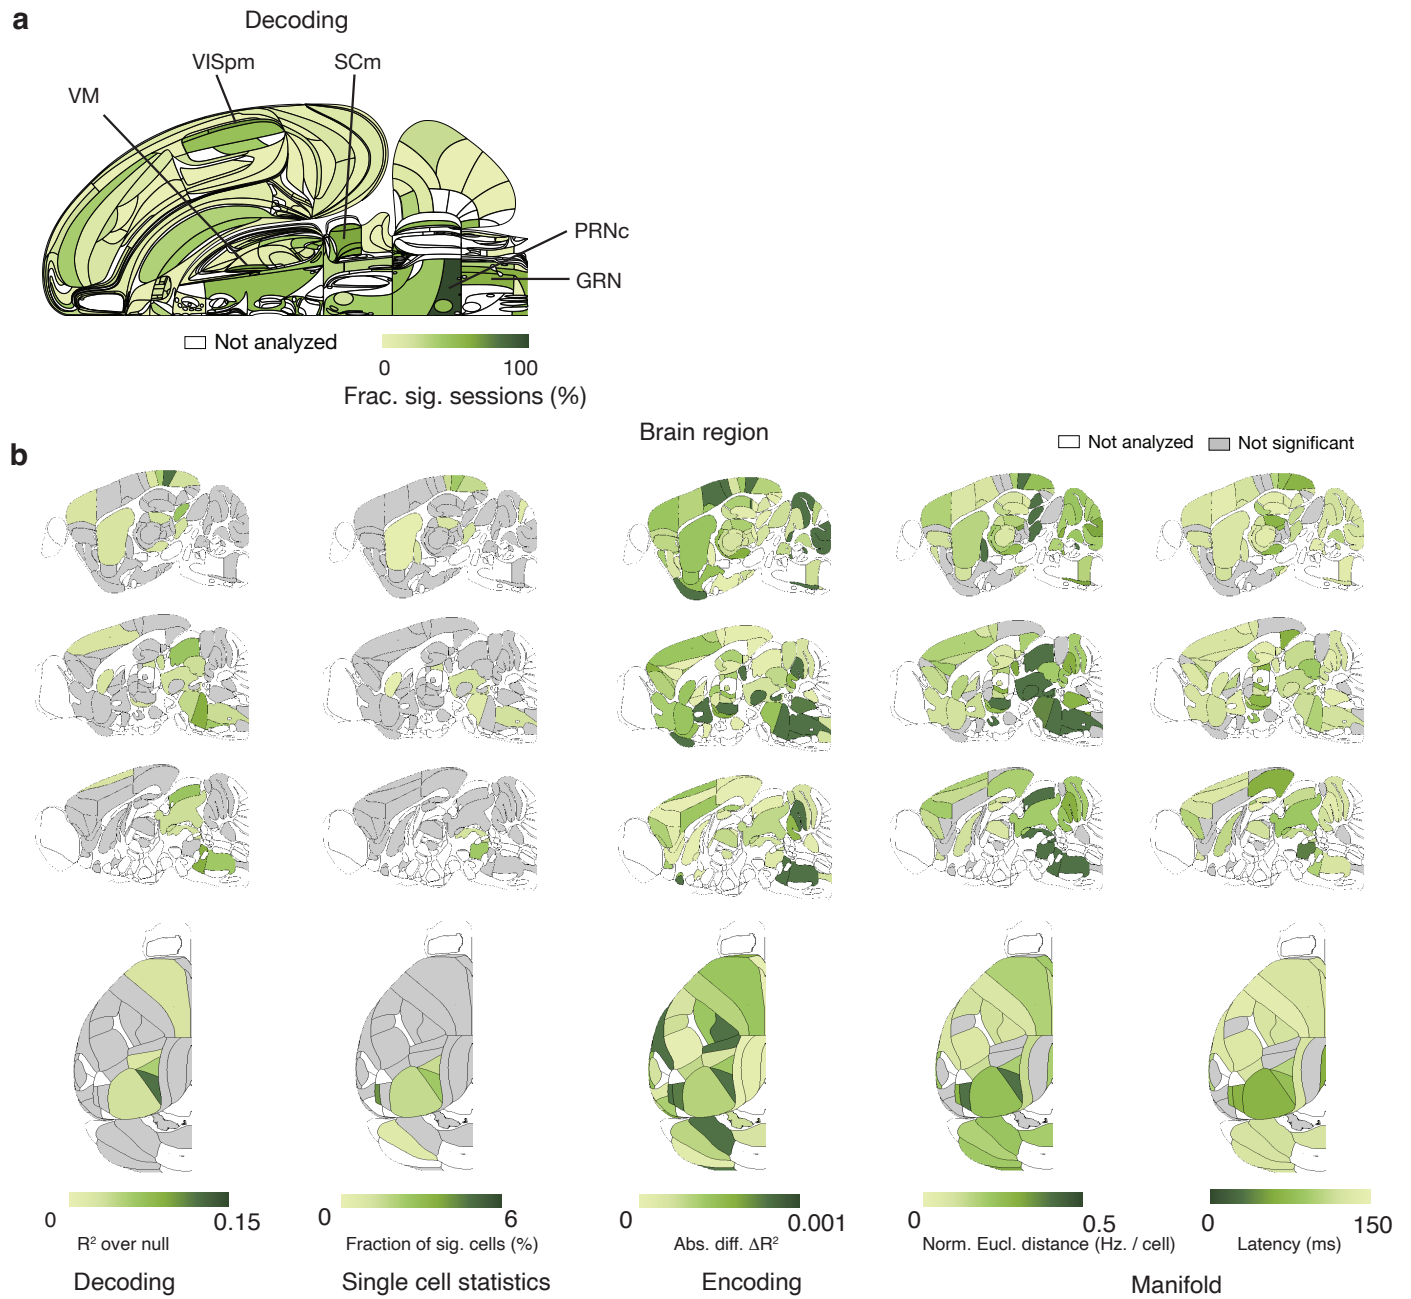 a
Decoding
VISpm
SCm
VM
PRNc
GRN
Not analyzed
0
100
Frac. sig. sessions (%)
Brain region
b
Not analyzed
Not significant
0
0.15
R² over null
Decoding
0
6
Fraction of sig. cells (%)
Single cell statistics
0
0.001
Abs. diff. ΔR²
Encoding
0
0.5
Norm. Eucl. distance (Hz. / cell)
0
150
Latency (ms)
Manifold